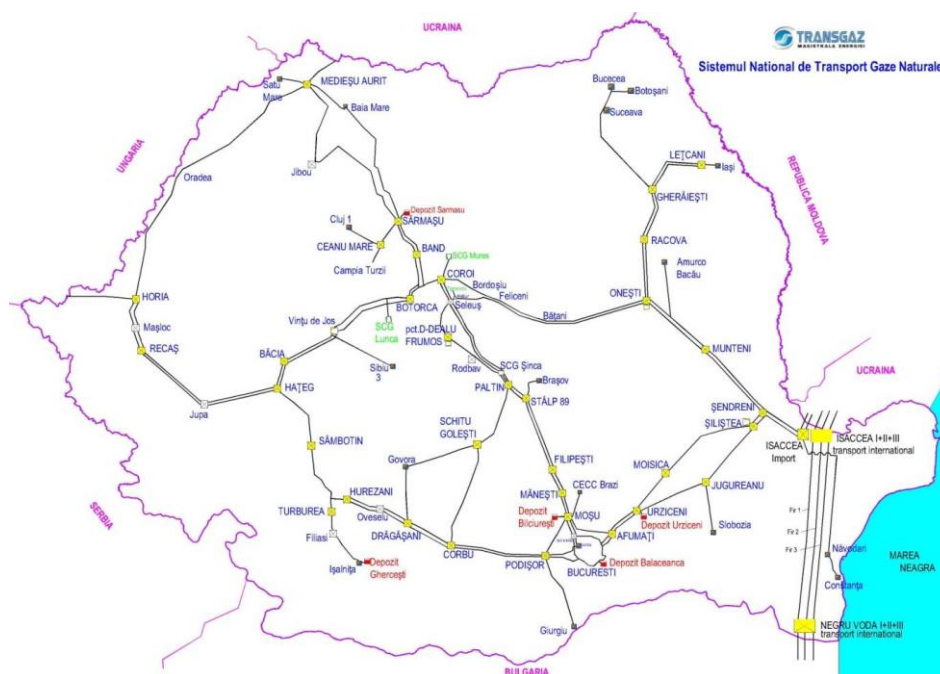 UCRAINA
TRANSGAZ
MAGISTRALA ENERGIEI
Sistemul National de Transport Gaze Naturale
Satu
Mare
MEDIEŞU AURIT
Baia Mare
Bucecea
Botoşani
Suceava
UNGARIA
Oradea
Jibou
LEŢCANI
Iaşi
GHERĂIEŞTI
REPUBLICA MOLDOVA
Depozit Sarmasu
SĂRMAŞU
Cluj 1
CEANU MARE
Campia Turzii
BAND
SCG Mures
COROI
RACOVA
Amurco
Bacău
Bordoşiu
Feliceni
Seleuş
HORIA
BOTORCA
ONEŞTI
Băţani
Maşloc
Vinţu de Jos
SCG
Lunca
pct.D-DEALU
FRUMOS
RECAŞ
BĂCIA
Sibiu
3
Rodbav
SCG Şinca
MUNTENI
UCRAINA
HAŢEG
PALTIN
Braşov
STÂLP 89
Jupa
SCHITU
GOLEŞTI
ŞENDRENI
ŞILIŞTEA
ISACCEA
Import
ISACCEA I+II+III
transport international
SÂMBOTIN
Govora
FILIPEŞTI
MOISICA
CECC Brazi
JUGUREANU
MĂNEŞTI
HUREZANI
TURBUREA
Oveselu
Depozit
Bilciureşti
MOŞU
URZICENI
Depozit Urziceni
Slobozia
Fir 1
Fir 2
Fir 3
SERBIA
DRĂGĂŞANI
Filiasi
CORBU
AFUMAŢI
PODIŞOR
BUCURESTI
Depozit Balaceanca
Işalniţa
Depozit
Gherceşti
Năvodari
MAREA
NEAGRA
Constanţa
Giurgiu
NEGRU VODA I+II+III
transport international
BULGARIA